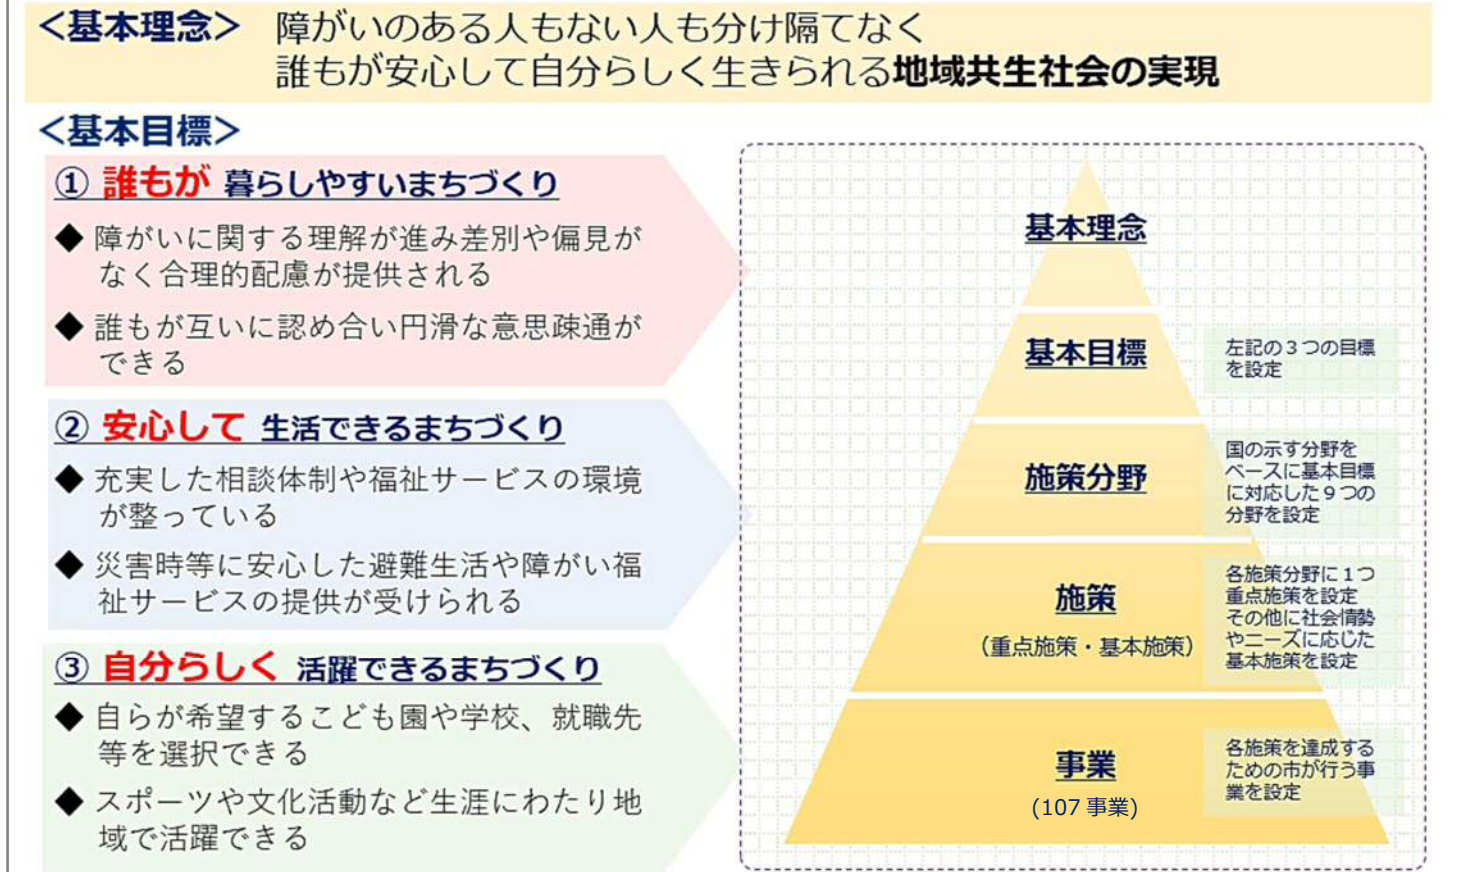 ＜基本理念＞ 障がいのある人もない人も分け隔てなく
誰もが安心して自分らしく生きられる地域共生社会の実現
＜基本目標＞
① 誰もが 暮らしやすいまちづくり
◆ 障がいに関する理解が進み差別や偏見が
なく合理的配慮が提供される
◆ 誰もが互いに認め合い円滑な意思疎通が
できる
② 安心して 生活できるまちづくり
◆ 充実した相談体制や福祉サービスの環境
が整っている
◆ 災害時等に安心した避難生活や障がい福
祉サービスの提供が受けられる
③ 自分らしく 活躍できるまちづくり
◆ 自らが希望するこども園や学校、就職先
等を選択できる
◆ スポーツや文化活動など生涯にわたり地
域で活躍できる
基本理念
基本目標
左記の３つの目標
を設定
施策分野
国の示す分野を
ベースに基本目標
に対応した９つの
分野を設定
施策
（重点施策・基本施策）
各施策分野に１つ
重点施策を設定
その他に社会情勢
やニーズに応じた
基本施策を設定
事業
(107 事業)
各施策を達成する
ための市が行う事
業を設定